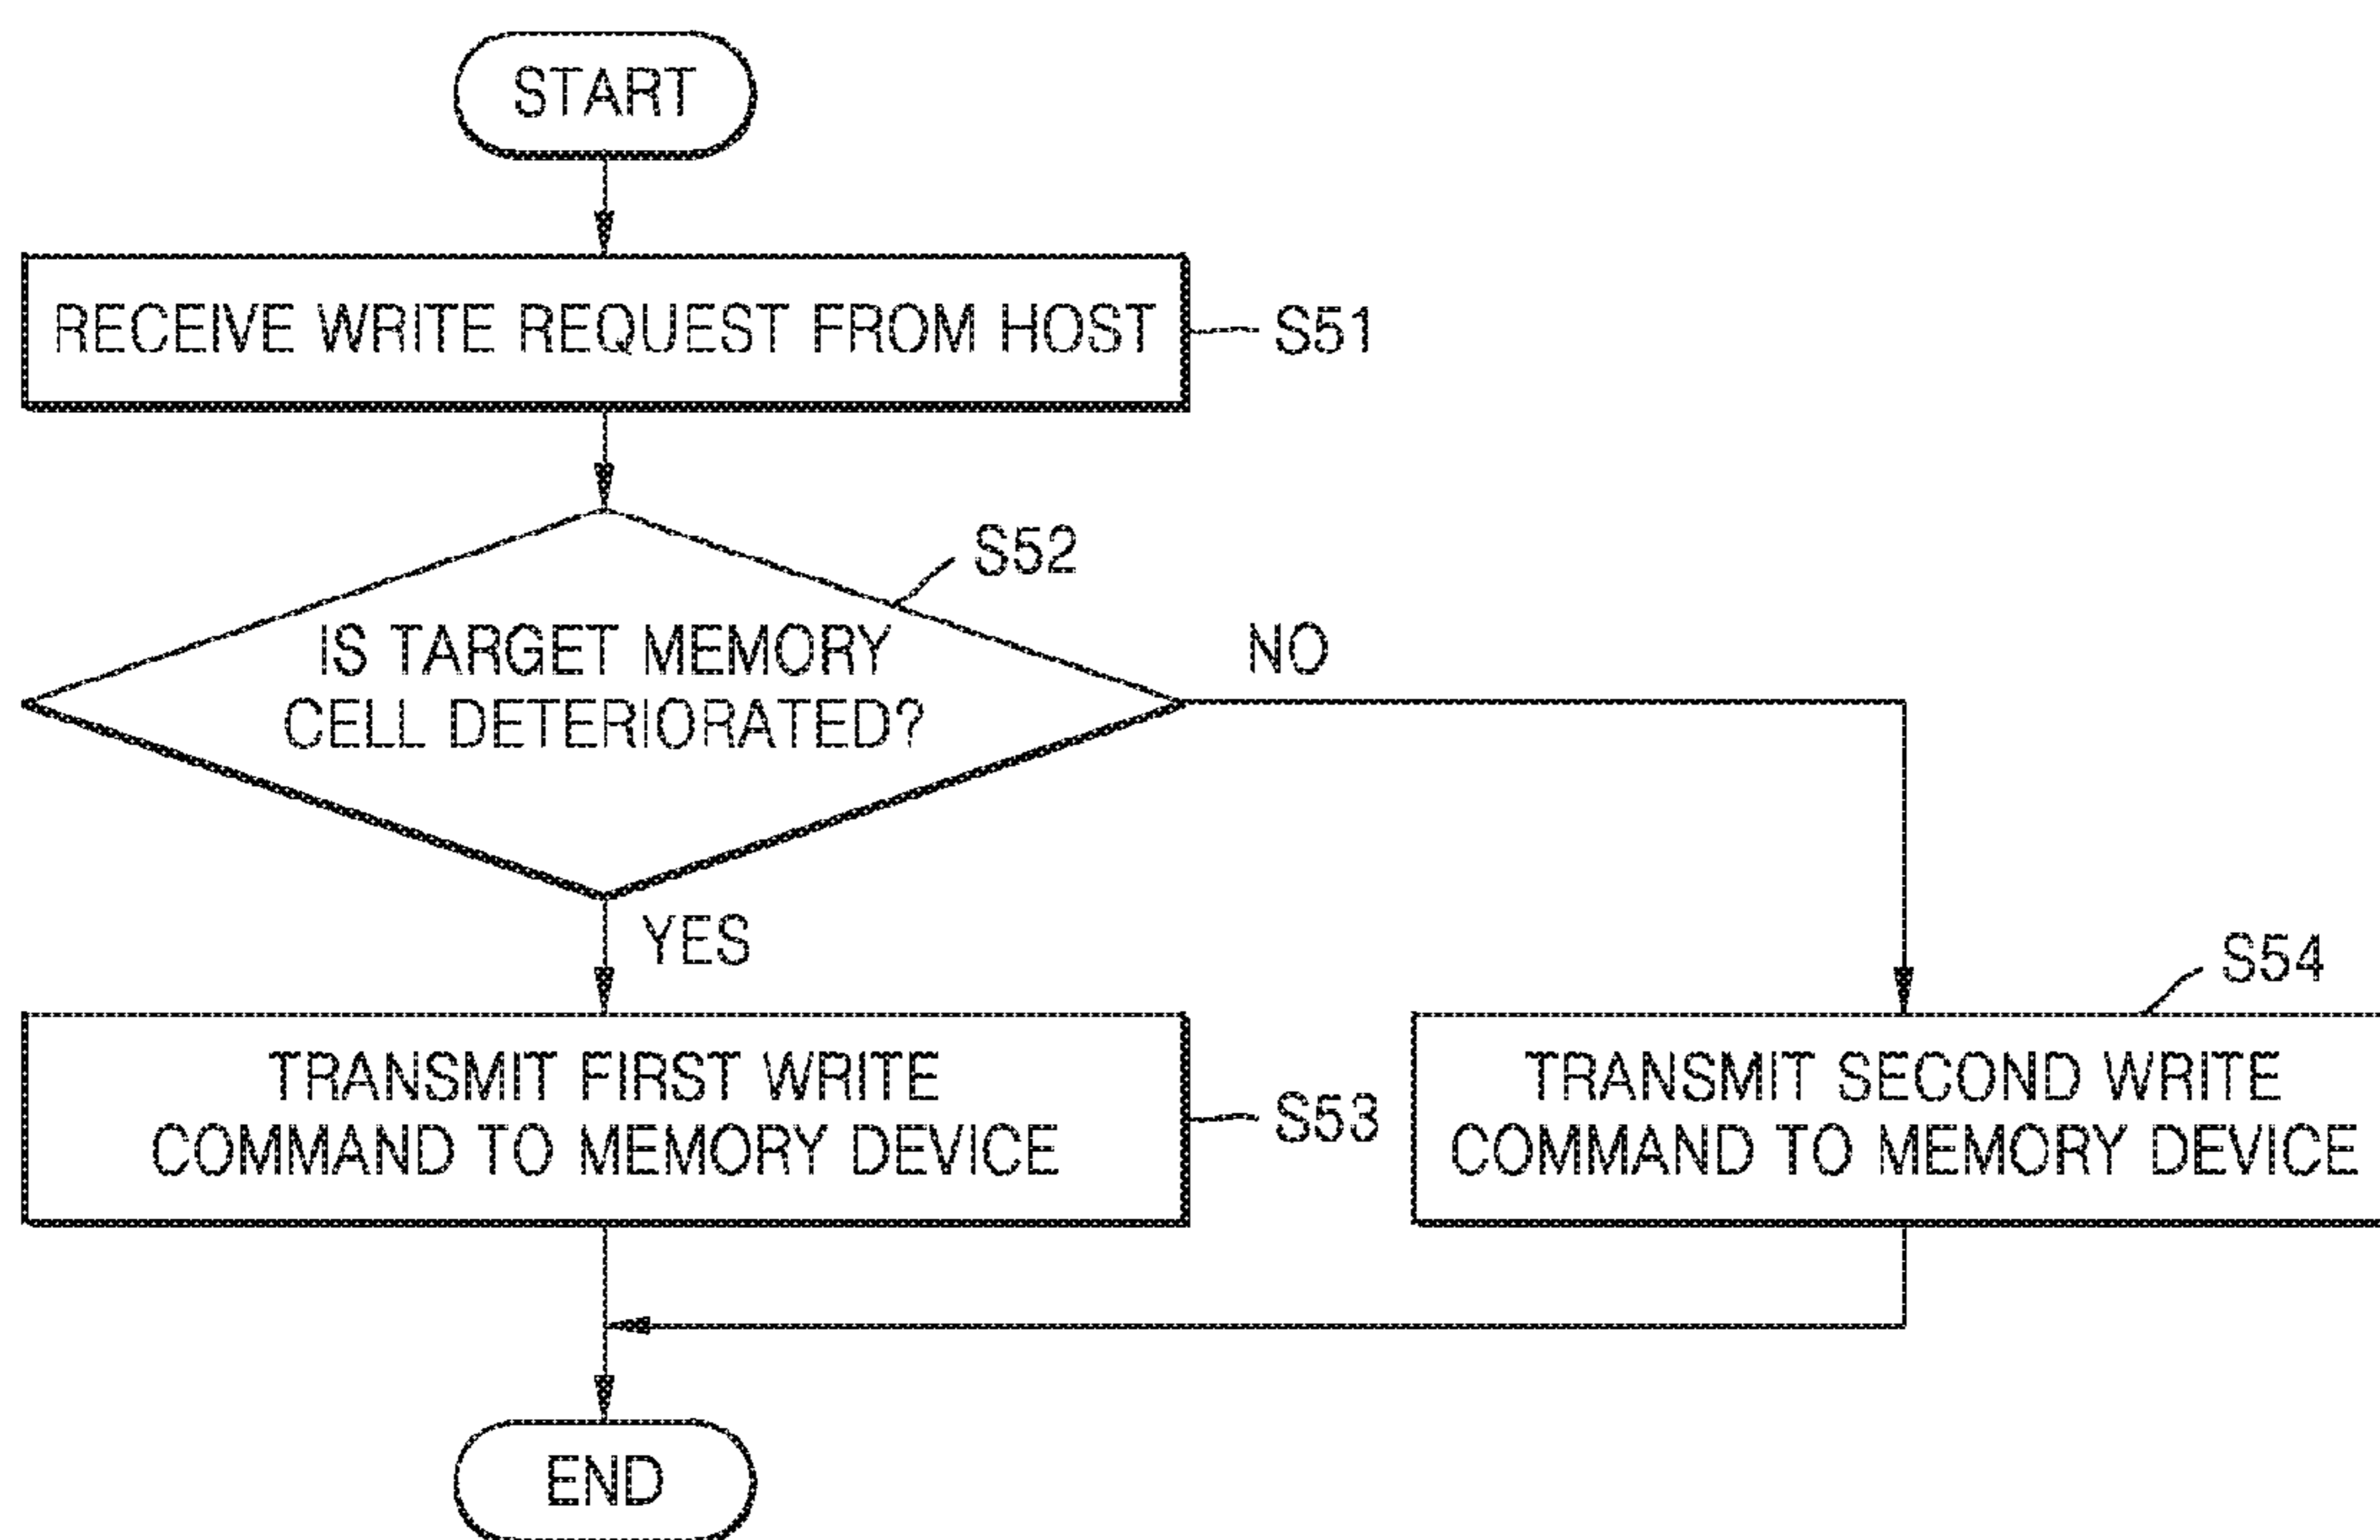 START
RECEIVE WRITE REQUEST FROM HOST
S51
S52
IS TARGET MEMORY
CELL DETERIORATED?
NO
YES
TRANSMIT FIRST WRITE
COMMAND TO MEMORY DEVICE
S53
S54
TRANSMIT SECOND WRITE
COMMAND TO MEMORY DEVICE
END